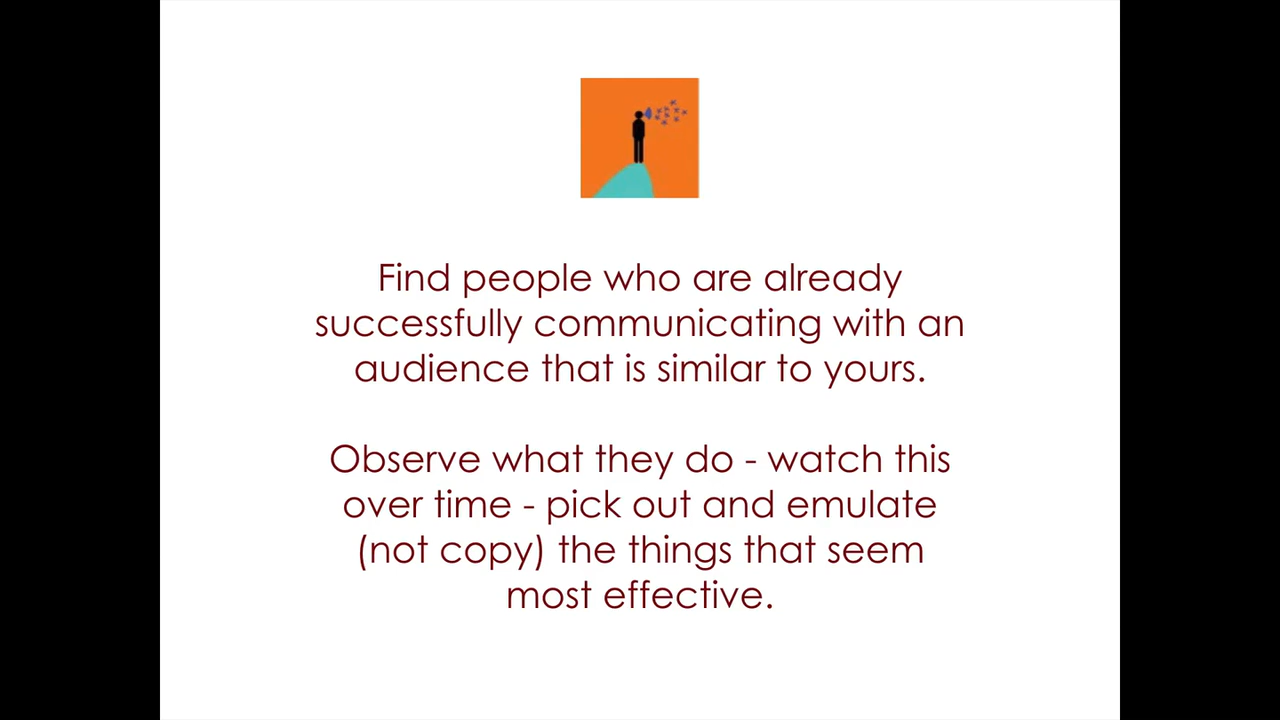 Find people who are already
successfully communicating with an
audience that is similar to yours.
Observe what they do - watch this
over time - pick out and emulate
(not copy) the things that seem
most effective.